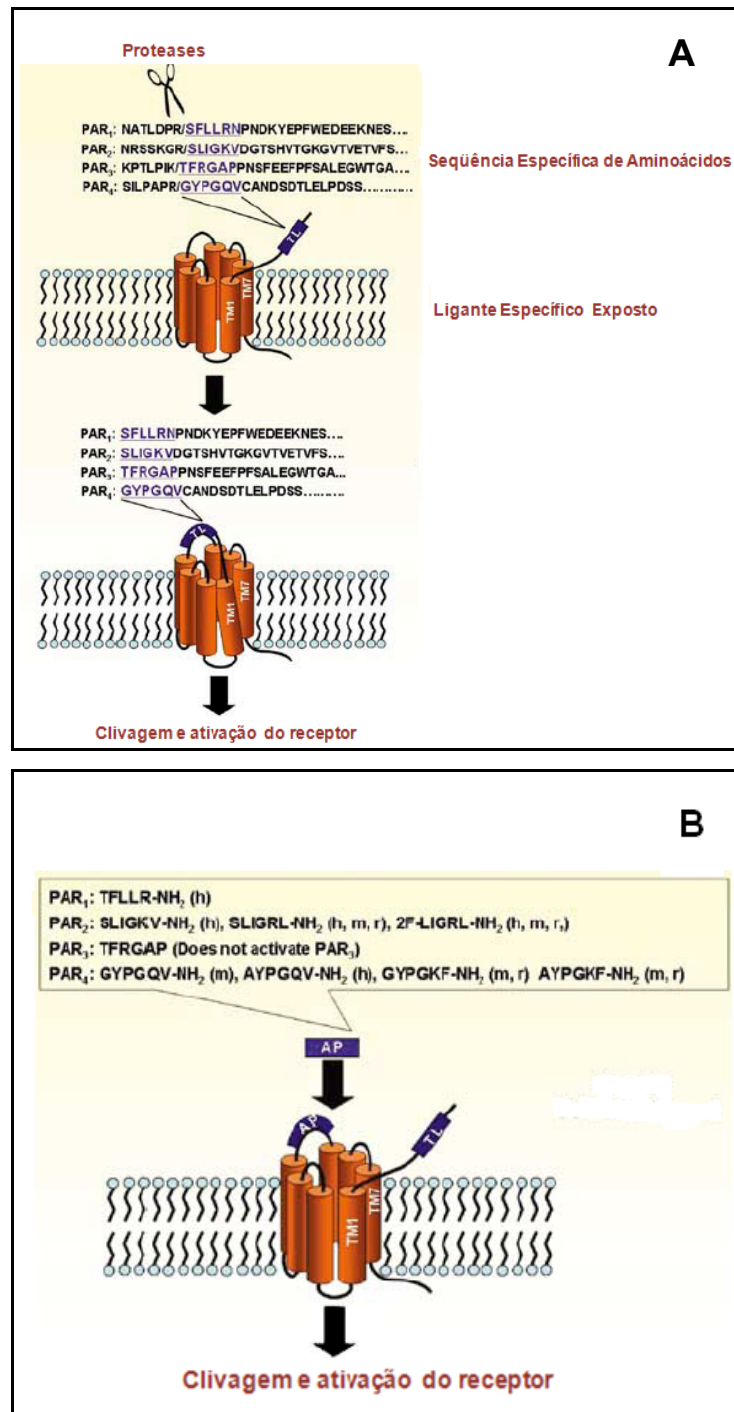 Proteases
A
PAR₁: NATLDPR/SFLLRNPNDKYEPFWEDEEKNES....
PAR₂: NRSSKGR/SLIGKVDGTSHVTGKGVTVETVFS...
PAR₃: KPTLPIK/TFRGAPPNSFEEFPFSALEGWTGA...
PAR₄: SILPAPR/GYPGQVCANDSDTLELPDSS............
Seqüência Específica de Aminoácidos
TL
TM1
TM7
Ligante Específico Exposto
PAR₁: SFLLRNPNDKYEPFWEDEEKNES....
PAR₂: SLIGKVDGTSHVTGKGVTVETVFS...
PAR₃: TFRGAPPNSFEEFPFSALEGWTGA...
PAR₄: GYPGQVCANDSDTLELPDSS..........
TL
TM1
TM7
Clivagem e ativação do receptor
B
PAR₁: TFLLR-NH₂ (h)
PAR₂: SLIGKV-NH₂ (h), SLIGRL-NH₂ (h, m, r), 2F-LIGRL-NH₂ (h, m, r,)
PAR₃: TFRGAP (Does not activate PAR₃)
PAR₄: GYPGQV-NH₂ (m), AYPGQV-NH₂ (h), GYPGKF-NH₂ (m, r) AYPGKF-NH₂ (m, r)
AP
AP
TL
TM1
TM7
Clivagem e ativação do receptor